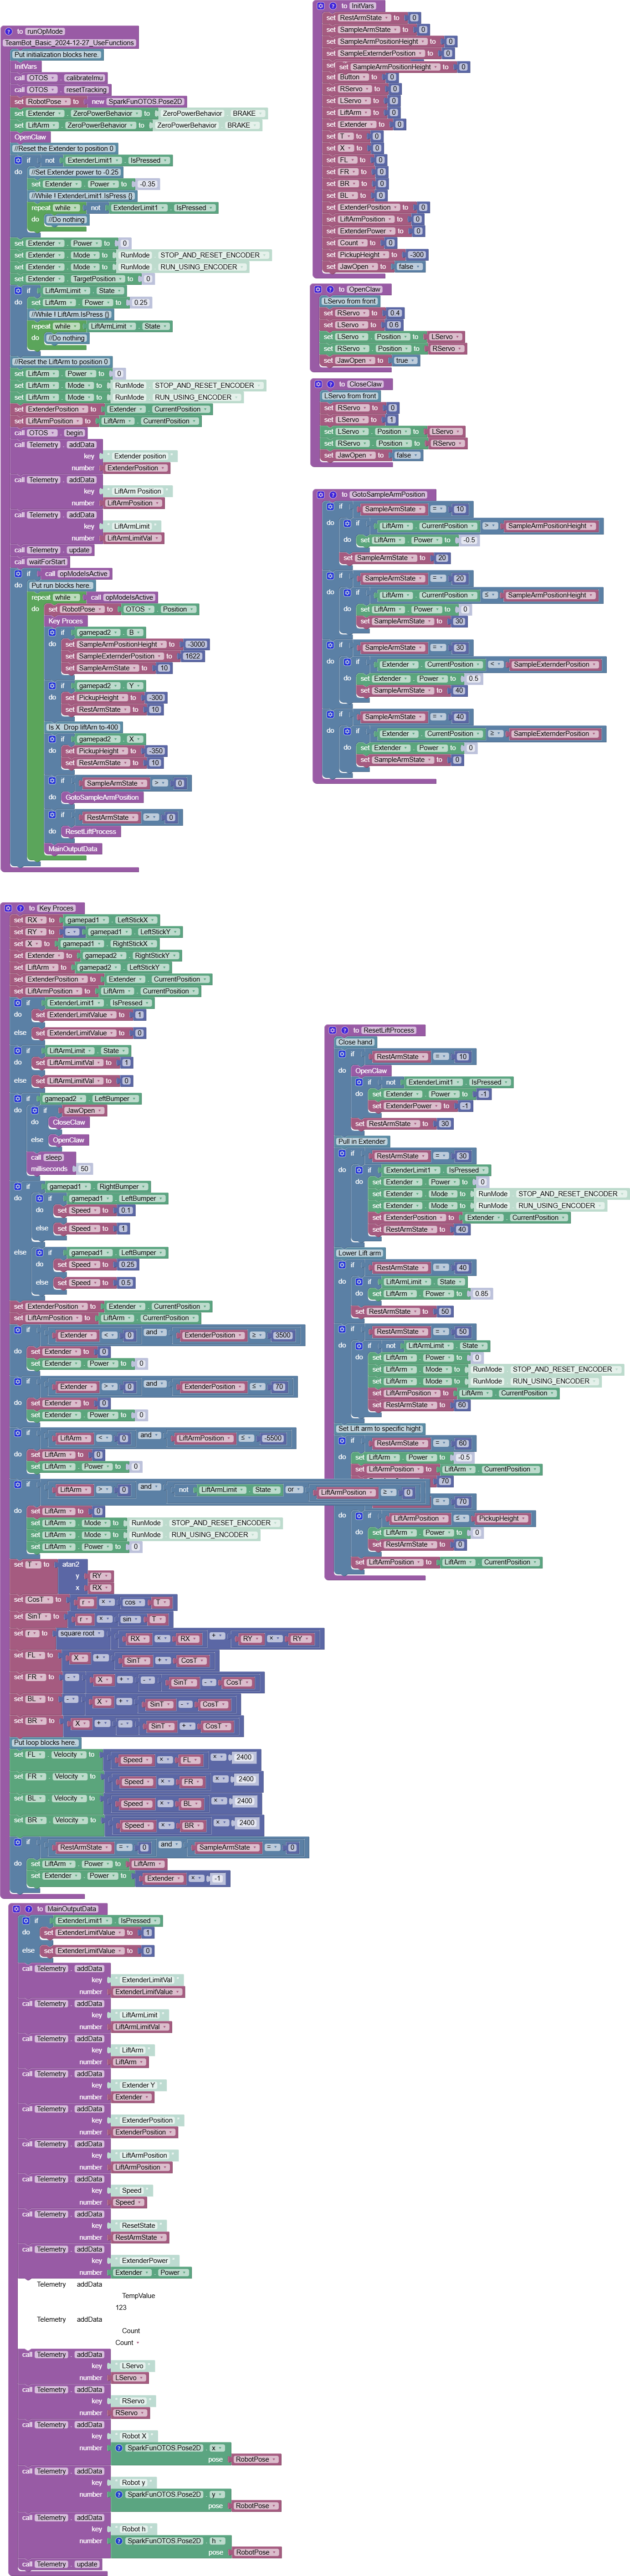 to runOpMode
TeamBot_Basic_2024-12-27_UseFunctions
Put initialization blocks here.
InitVars
call OTOS . calibrateImu
call OTOS . resetTracking
set RobotPose to new SparkFunOTOS.Pose2D
set Extender . ZeroPowerBehavior to ZeroPowerBehavior BRAKE
set LiftArm . ZeroPowerBehavior to ZeroPowerBehavior BRAKE
OpenClaw
//Reset the Extender to position 0
if not ExtenderLimit1 . IsPressed
do //Set Extender power to -0.25
set Extender . Power to -0.35
//While ! ExtenderLimit1 IsPress {}
repeat while not ExtenderLimit1 . IsPressed
do //Do nothing
set Extender . Power to 0
set Extender . Mode to RunMode STOP_AND_RESET_ENCODER
set Extender . Mode to RunMode RUN_USING_ENCODER
set Extender . TargetPosition to 0
if LiftArmLimit . State
do set LiftArm . Power to 0.25
//While ! LiftArm.IsPress {}
repeat while LiftArmLimit . State
do //Do nothing
//Reset the LiftArm to position 0
set LiftArm . Power to 0
set LiftArm . Mode to RunMode STOP_AND_RESET_ENCODER
set LiftArm . Mode to RunMode RUN_USING_ENCODER
set ExtenderPosition to Extender . CurrentPosition
set LiftArmPosition to LiftArm . CurrentPosition
call OTOS . begin
call Telemetry . addData
key " Extender position "
number ExtenderPosition
call Telemetry . addData
key " LiftArm Position "
number LiftArmPosition
call Telemetry . addData
key " LiftArmLimit "
number LiftArmLimitVal
call Telemetry . update
call waitForStart
if call opModeIsActive
do Put run blocks here.
repeat while call opModeIsActive
do set RobotPose to OTOS . Position
Key Proces
if gamepad2 . B
do set SampleArmPositionHeight to -3000
set SampleExternderPosition to 1622
set SampleArmState to 10
if gamepad2 . Y
do set PickupHeight to -300
set RestArmState to 10
Is X Drop liftArn to-400
if gamepad2 . X
do set PickupHeight to -350
set RestArmState to 10
if SampleArmState > 0
do GotoSampleArmPosition
if RestArmState > 0
do ResetLiftProcess
MainOutputData
to InitVars
set RestArmState to 0
set SampleArmState to 0
set SampleArmPositionHeight to 0
set SampleExternderPosition to 0
set SampleArmPositionHeight to 0
set Button to 0
set RServo to 0
set LServo to 0
set LiftArm to 0
set Extender to 0
set T to 0
set X to 0
set FL to 0
set FR to 0
set BR to 0
set BL to 0
set ExtenderPosition to 0
set LiftArmPosition to 0
set ExtenderPower to 0
set Count to 0
set PickupHeight to -300
set JawOpen to false
to OpenClaw
LServo from front
set RServo to 0.4
set LServo to 0.6
set LServo . Position to LServo
set RServo . Position to RServo
set JawOpen to true
to CloseClaw
LServo from front
set RServo to 0
set LServo to 1
set LServo . Position to LServo
set RServo . Position to RServo
set JawOpen to false
to GotoSampleArmPosition
if SampleArmState = 10
do if LiftArm . CurrentPosition > SampleArmPositionHeight
do set LiftArm . Power to -0.5
set SampleArmState to 20
if SampleArmState = 20
do if LiftArm . CurrentPosition ≤ SampleArmPositionHeight
do set LiftArm . Power to 0
set SampleArmState to 30
if SampleArmState = 30
do if Extender . CurrentPosition < SampleExternderPosition
do set Extender . Power to 0.5
set SampleArmState to 40
if SampleArmState = 40
do if Extender . CurrentPosition ≥ SampleExternderPosition
do set Extender . Power to 0
set SampleArmState to 0
to Key Proces
set RX to gamepad1 . LeftStickX
set RY to - gamepad1 . LeftStickY
set X to gamepad1 . RightStickX
set Extender to gamepad2 . RightStickY
set LiftArm to gamepad2 . LeftStickY
set ExtenderPosition to Extender . CurrentPosition
set LiftArmPosition to LiftArm . CurrentPosition
if ExtenderLimit1 . IsPressed
do set ExtenderLimitValue to 1
else set ExtenderLimitValue to 0
if LiftArmLimit . State
do set LiftArmLimitVal to 1
else set LiftArmLimitVal to 0
if gamepad2 . LeftBumper
do if JawOpen
do CloseClaw
else OpenClaw
call sleep
milliseconds 50
if gamepad1 . RightBumper
do if gamepad1 . LeftBumper
do set Speed to 0.1
else set Speed to 1
else if gamepad1 . LeftBumper
do set Speed to 0.25
else set Speed to 0.5
set ExtenderPosition to Extender . CurrentPosition
set LiftArmPosition to LiftArm . CurrentPosition
if Extender < 0 and ExtenderPosition ≥ 3500
do set Extender to 0
set Extender . Power to 0
if Extender > 0 and ExtenderPosition ≤ 70
do set Extender to 0
set Extender . Power to 0
if LiftArm < 0 and LiftArmPosition ≤ -5500
do set LiftArm to 0
set LiftArm . Power to 0
if LiftArm > 0 and not LiftArmLimit . State or LiftArmPosition ≥ 0
do set LiftArm to 0
set LiftArm . Mode to RunMode STOP_AND_RESET_ENCODER
set LiftArm . Mode to RunMode RUN_USING_ENCODER
set LiftArm . Power to 0
set T to atan2
y RY
x RX
set CosT to r × cos T
set SinT to r × sin T
set r to square root RX × RX + RY × RY
set FL to X + SinT + CosT
set FR to - X + - SinT - CosT
set BL to - X + SinT - CosT
set BR to X + - SinT + CosT
Put loop blocks here.
set FL . Velocity to Speed × FL × 2400
set FR . Velocity to Speed × FR × 2400
set BL . Velocity to Speed × BL × 2400
set BR . Velocity to Speed × BR × 2400
if RestArmState = 0 and SampleArmState = 0
do set LiftArm . Power to LiftArm
set Extender . Power to Extender × -1
to ResetLiftProcess
Close hand
if RestArmState = 10
do OpenClaw
if not ExtenderLimit1 . IsPressed
do set Extender . Power to -1
set ExtenderPower to -1
set RestArmState to 30
Pull in Extender
if RestArmState = 30
do if ExtenderLimit1 . IsPressed
do set Extender . Power to 0
set Extender . Mode to RunMode STOP_AND_RESET_ENCODER
set Extender . Mode to RunMode RUN_USING_ENCODER
set ExtenderPosition to Extender . CurrentPosition
set RestArmState to 40
Lower Lift arm
if RestArmState = 40
do if LiftArmLimit . State
do set LiftArm . Power to 0.85
set RestArmState to 50
if RestArmState = 50
do if not LiftArmLimit . State
do set LiftArm . Power to 0
set LiftArm . Mode to RunMode STOP_AND_RESET_ENCODER
set LiftArm . Mode to RunMode RUN_USING_ENCODER
set LiftArmPosition to LiftArm . CurrentPosition
set RestArmState to 60
Set Lift arm to specific hight
if RestArmState = 60
do set LiftArm . Power to -0.5
set LiftArmPosition to LiftArm . CurrentPosition
70
= 70
do if LiftArmPosition ≤ PickupHeight
do set LiftArm . Power to 0
set RestArmState to 0
set LiftArmPosition to LiftArm . CurrentPosition
to MainOutputData
if ExtenderLimit1 . IsPressed
do set ExtenderLimitValue to 1
else set ExtenderLimitValue to 0
call Telemetry . addData
key " ExtenderLimitVal "
number ExtenderLimitValue
call Telemetry . addData
key " LiftArmLimit "
number LiftArmLimitVal
call Telemetry . addData
key " LiftArm "
number LiftArm
call Telemetry . addData
key " Extender Y "
number Extender
call Telemetry . addData
key " ExtenderPosition "
number ExtenderPosition
call Telemetry . addData
key " LiftArmPosition "
number LiftArmPosition
call Telemetry . addData
key " Speed "
number Speed
call Telemetry . addData
key " ResetState "
number RestArmState
call Telemetry . addData
key " ExtenderPower "
number Extender . Power
Telemetry addData
TempValue
123
Telemetry addData
Count
Count
call Telemetry . addData
key " LServo "
number LServo
call Telemetry . addData
key " RServo "
number RServo
call Telemetry . addData
key " Robot X "
number SparkFunOTOS.Pose2D . x
pose RobotPose
call Telemetry . addData
key " Robot y "
number SparkFunOTOS.Pose2D . y
pose RobotPose
call Telemetry . addData
key " Robot h "
number SparkFunOTOS.Pose2D . h
pose RobotPose
call Telemetry . update